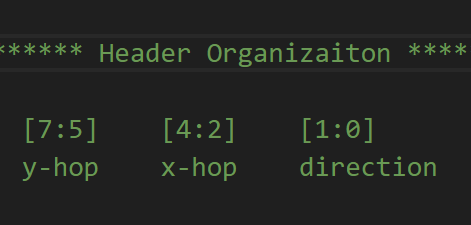 ****** Header Organizaiton ****
[7:5] [4:2] [1:0]
y-hop x-hop direction